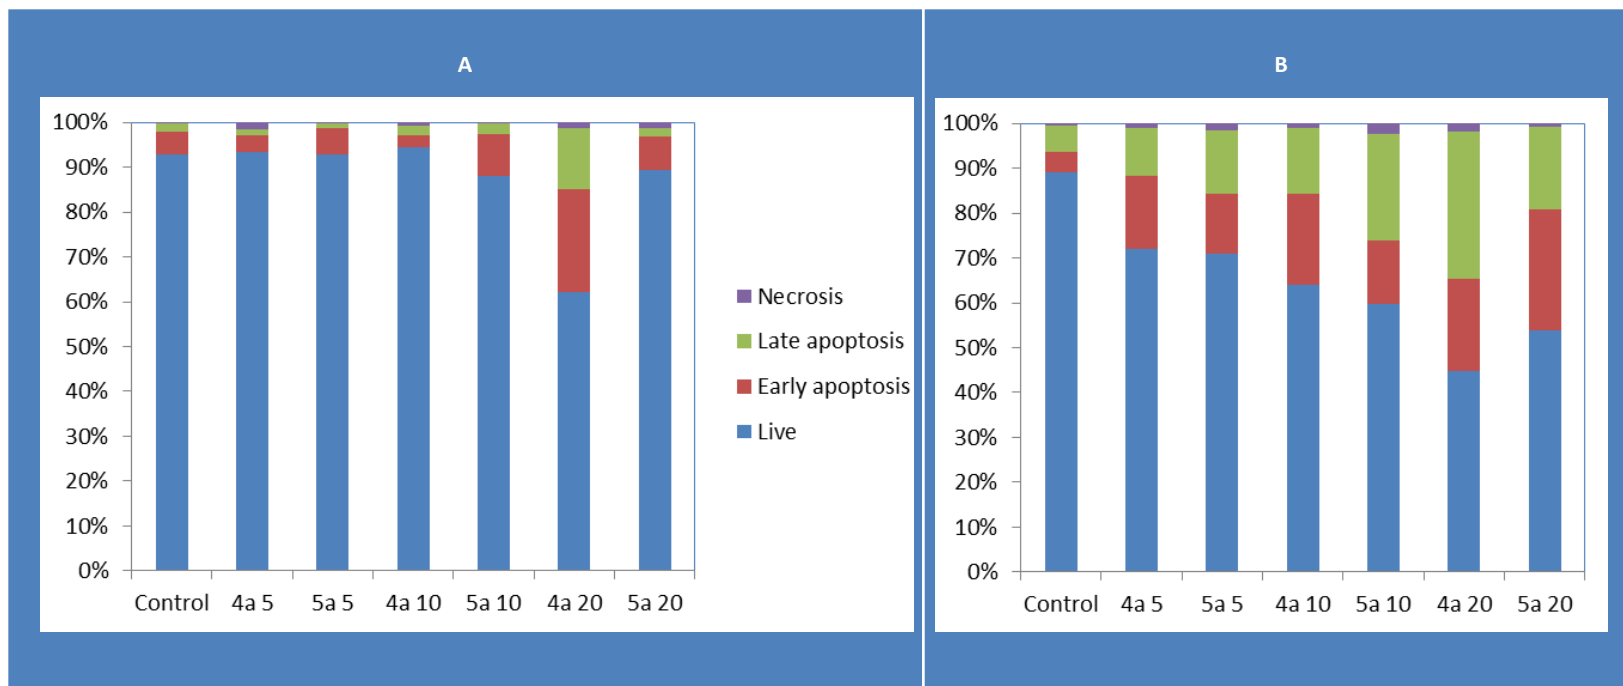 A
100%
90%
80%
70%
60%
50%
40%
30%
20%
10%
0%
Control 4a 5 5a 5 4a 10 5a 10 4a 20 5a 20
Necrosis
Late apoptosis
Early apoptosis
Live
B
100%
90%
80%
70%
60%
50%
40%
30%
20%
10%
0%
Control 4a 5 5a 5 4a 10 5a 10 4a 20 5a 20